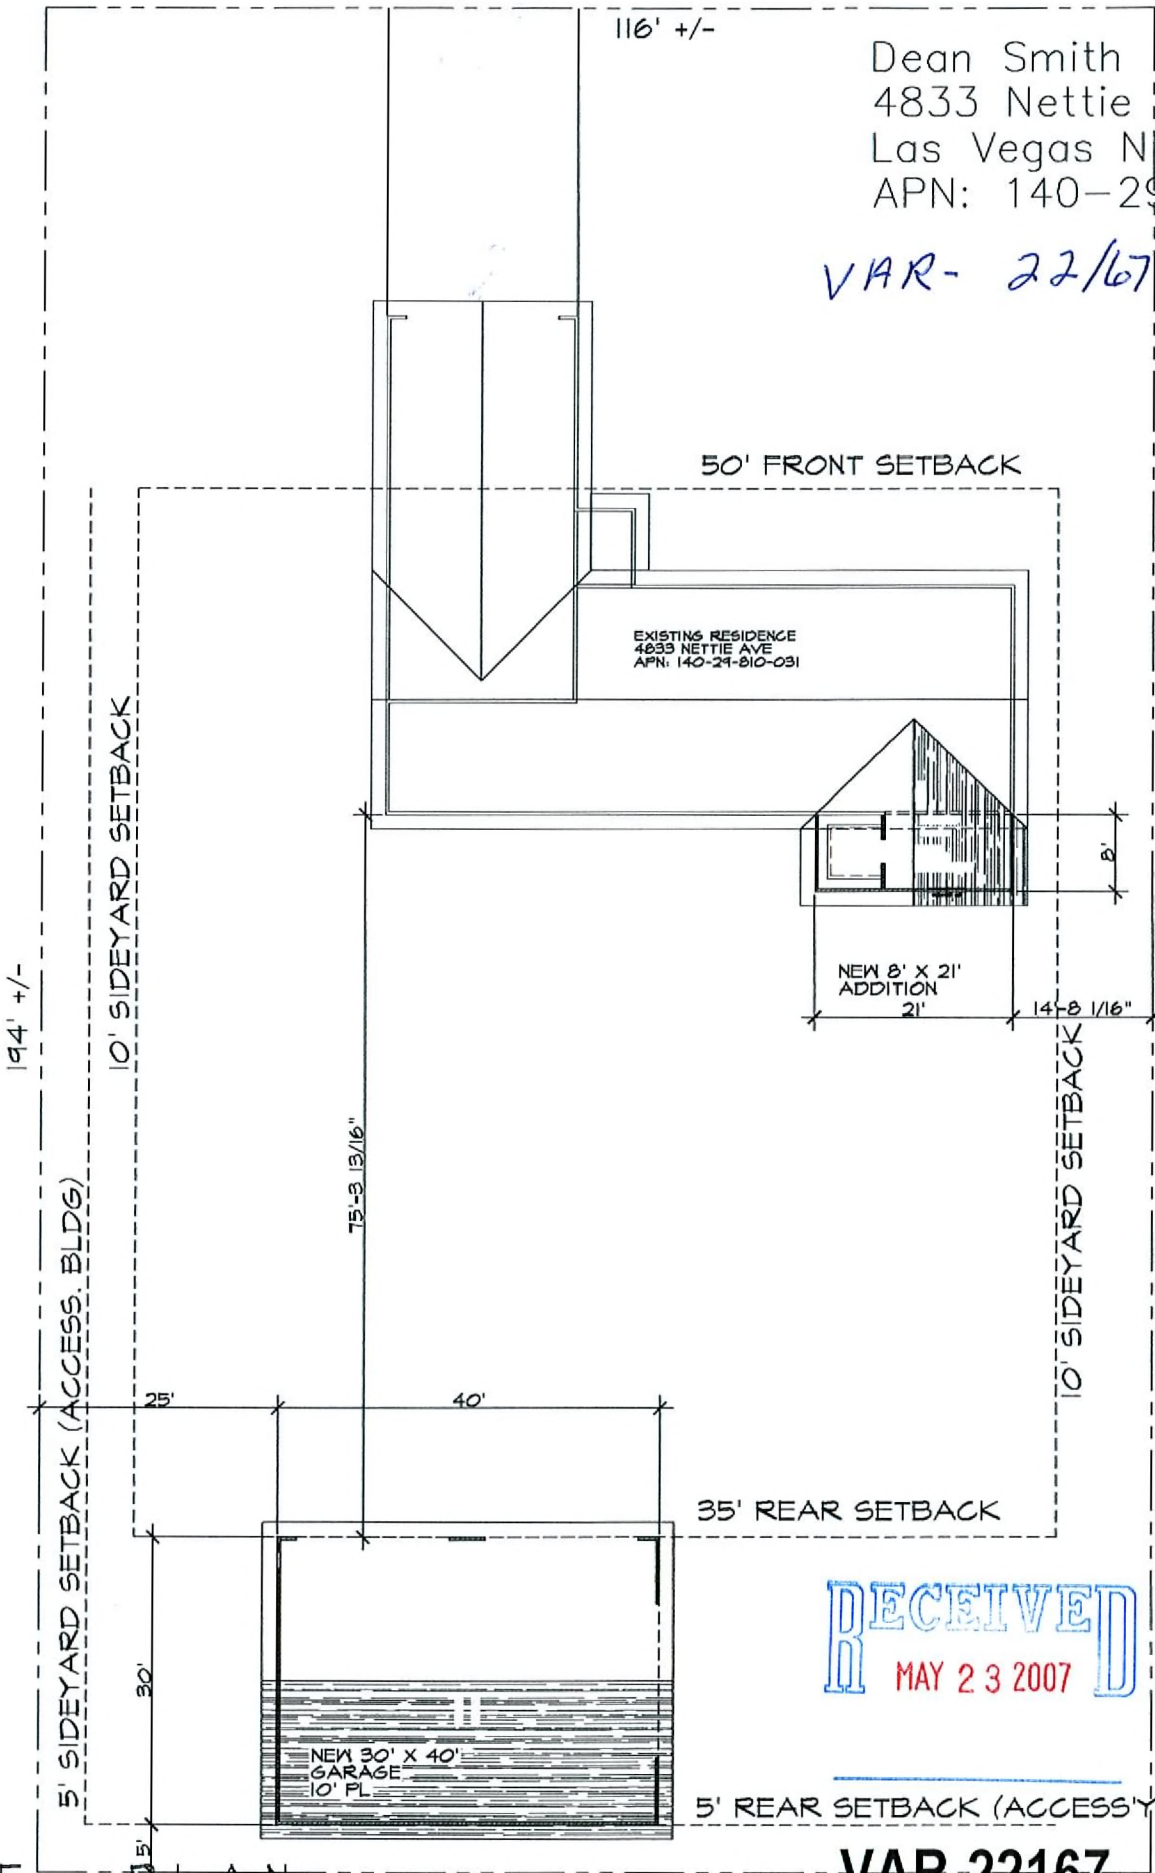 116' +/-
Dean Smith
4833 Nettie
Las Vegas N
APN: 140-29
VAR- 22167
50' FRONT SETBACK
EXISTING RESIDENCE
4833 NETTIE AVE
APN: 140-29-810-031
10' SIDEYARD SETBACK
194' +/-
8'
NEW 8' X 21'
ADDITION
21'
14'-8 1/16"
75'-3 13/16"
10' SIDEYARD SETBACK
5' SIDEYARD SETBACK (ACCESS. BLDG)
25'
40'
35' REAR SETBACK
30'
RECEIVED
MAY 23 2007
NEW 30' X 40'
GARAGE
10' PL
5' REAR SETBACK (ACCESS'Y
5'
VAR-22167